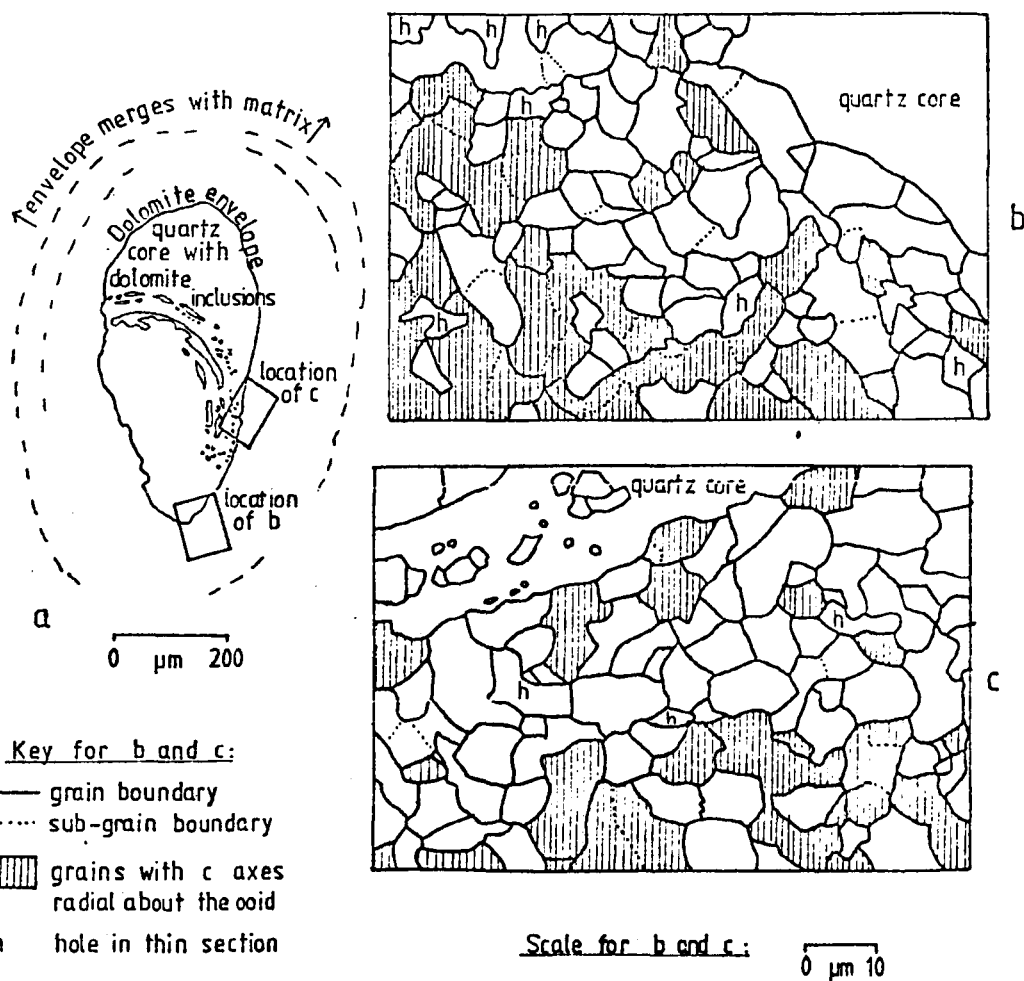 ↑envelope merges with matrix↑
Dolomite envelope
quartz
core with
dolomite
inclusions
location
of c
location
of b
a
0 µm 200
Key for b and c:
grain boundary
sub-grain boundary
grains with c axes
radial about the ooid
hole in thin section
h h h
h
quartz core
h
h
h
b
quartz core
h
h
h
c
Scale for b and c:
0 µm 10